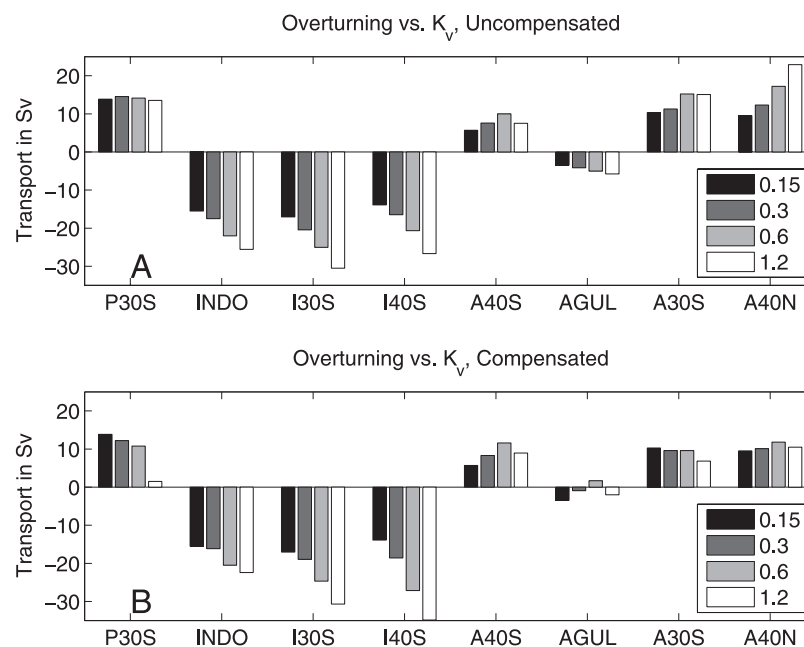 Overturning vs. Kv, Uncompensated
Transport in Sv
20
10
0
−10
−20
−30
A
0.15
0.3
0.6
1.2
P30S INDO I30S I40S A40S AGUL A30S A40N
Overturning vs. Kv, Compensated
Transport in Sv
20
10
0
−10
−20
−30
B
0.15
0.3
0.6
1.2
P30S INDO I30S I40S A40S AGUL A30S A40N